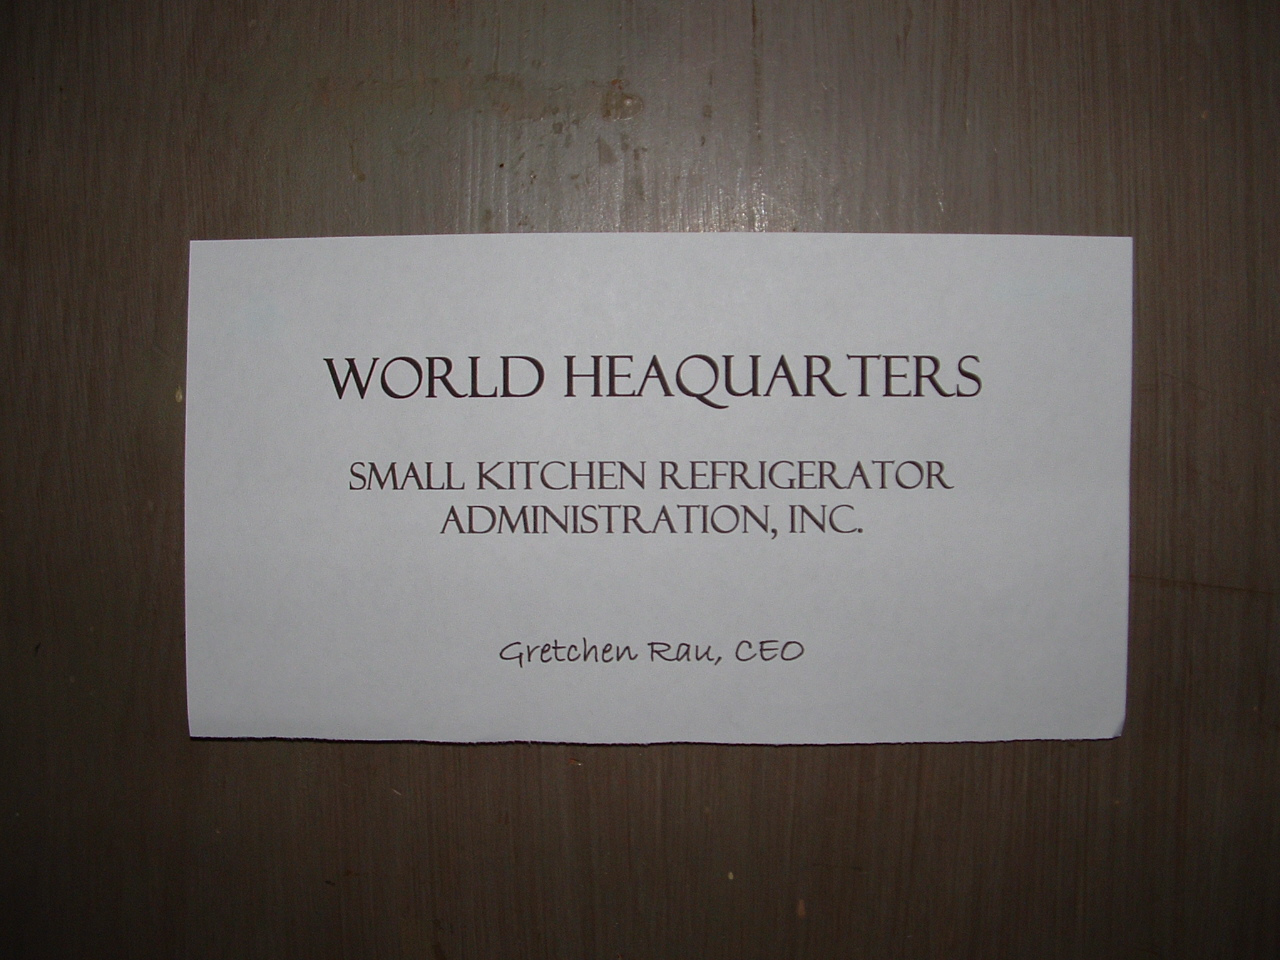 WORLD HEAQUARTERS
SMALL KITCHEN REFRIGERATOR
ADMINISTRATION, INC.
Gretchen Rau, CEO